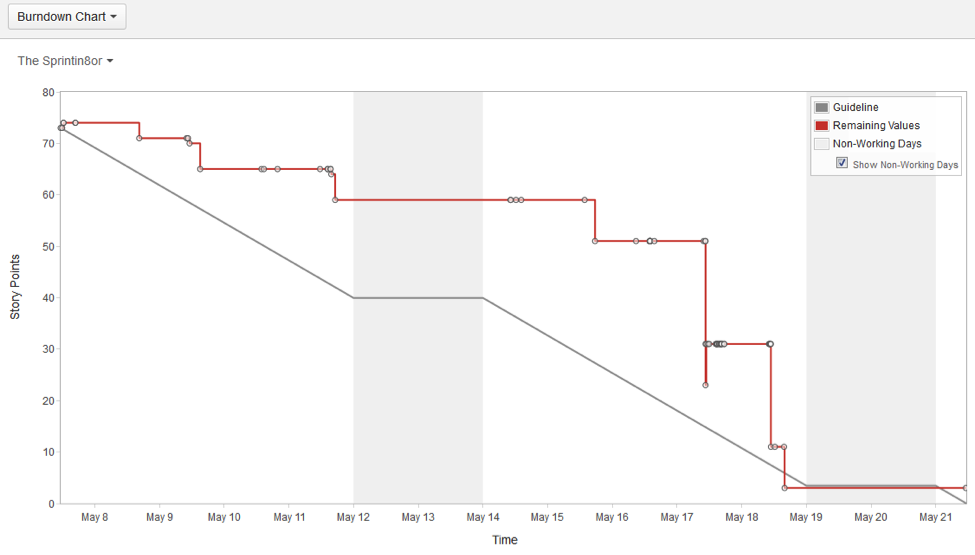 Burndown Chart
The Sprintin8or
80
70
60
50
40
30
20
10
0
Story Points
Guideline
Remaining Values
Non-Working Days
Show Non-Working Days
May 8 May 9 May 10 May 11 May 12 May 13 May 14 May 15 May 16 May 17 May 18 May 19 May 20 May 21
Time